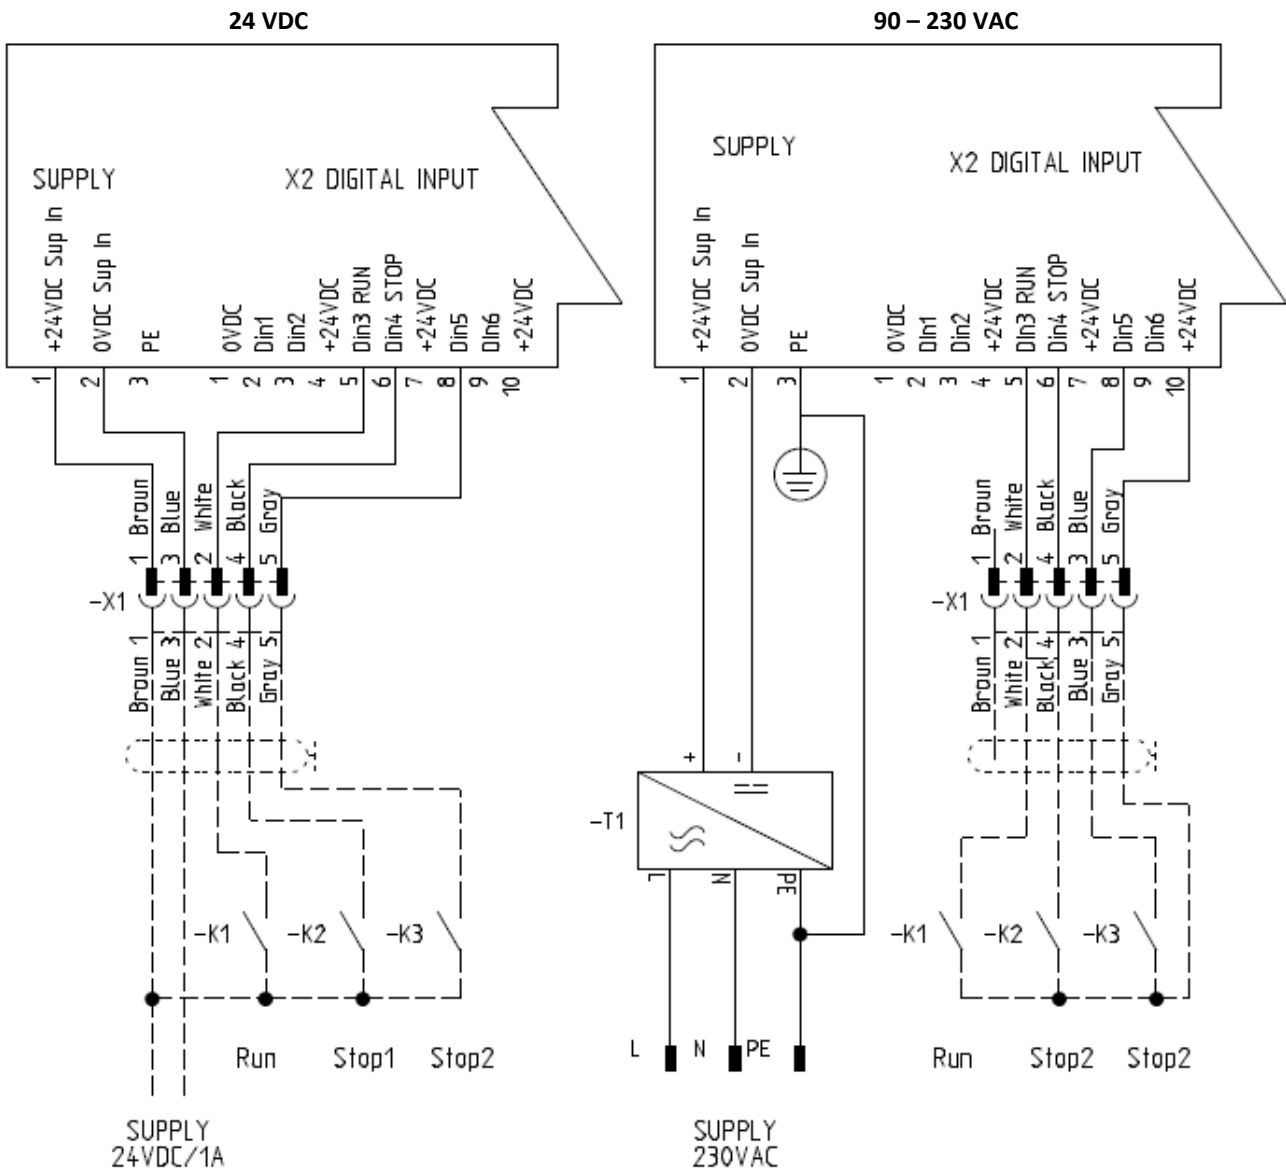 24 VDC
SUPPLY
X2 DIGITAL INPUT
+24VDC Sup In
0VDC Sup In
PE
0VDC
Din1
Din2
+24VDC
Din3 RUN
Din4 STOP
+24VDC
Din5
DIn6
+24VDC
1
2
3
1
2
3
4
5
6
7
8
9
10
1 Braun
3 Blue
2 White
4 Black
5 Gray
-X1
Braun 1
Blue 3
White 2
Black 4
Gray 5
-K1
-K2
-K3
Run
Stop1
Stop2
SUPPLY
24VDC/1A
90 – 230 VAC
SUPPLY
X2 DIGITAL INPUT
+24VDC Sup In
0VDC Sup In
PE
0VDC
DIn1
DIn2
+24VDC
DIn3 RUN
Din4 STOP
+24VDC
Din5
DIn6
+24VDC
1
2
3
1
2
3
4
5
6
7
8
9
10
1 Braun
2 White
4 Black
3 Blue
5 Gray
-X1
Braun 1
White 2
Black 4
Blue 3
Gray 5
+
-
-T1
L
N
PE
-K1
-K2
-K3
L
N
PE
Run
Stop2
Stop2
SUPPLY
230VAC